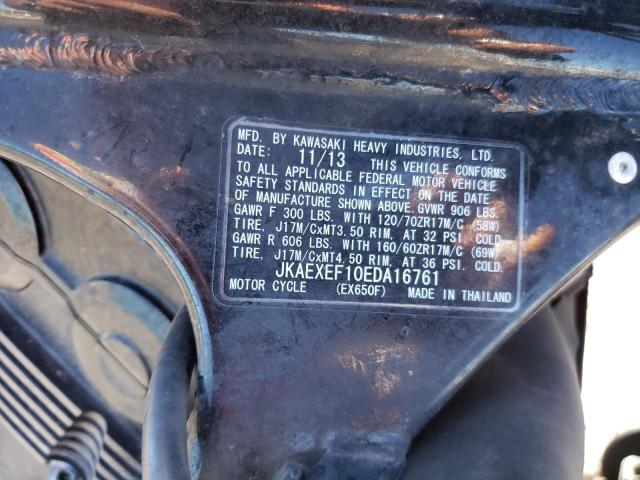 MFD. BY KAWASAKI HEAVY INDUSTRIES, LTD.
DATE: 11/13 THIS VEHICLE CONFORMS
TO ALL APPLICABLE FEDERAL MOTOR VEHICLE
SAFETY STANDARDS IN EFFECT ON THE DATE
OF MANUFACTURE SHOWN ABOVE. GVWR 906 LBS.
GAWR F 300 LBS. WITH 120/70ZR17M/C (58W)
TIRE, J17M/CxMT3.50 RIM. AT 32 PSI. COLD.
GAWR R 606 LBS. WITH 160/60ZR17M/C (69W)
TIRE, J17M/CxMT4.50 RIM. AT 36 PSI. COLD.
JKAEXEF10EDA16761
MOTOR CYCLE (EX650F) MADE IN THAILAND